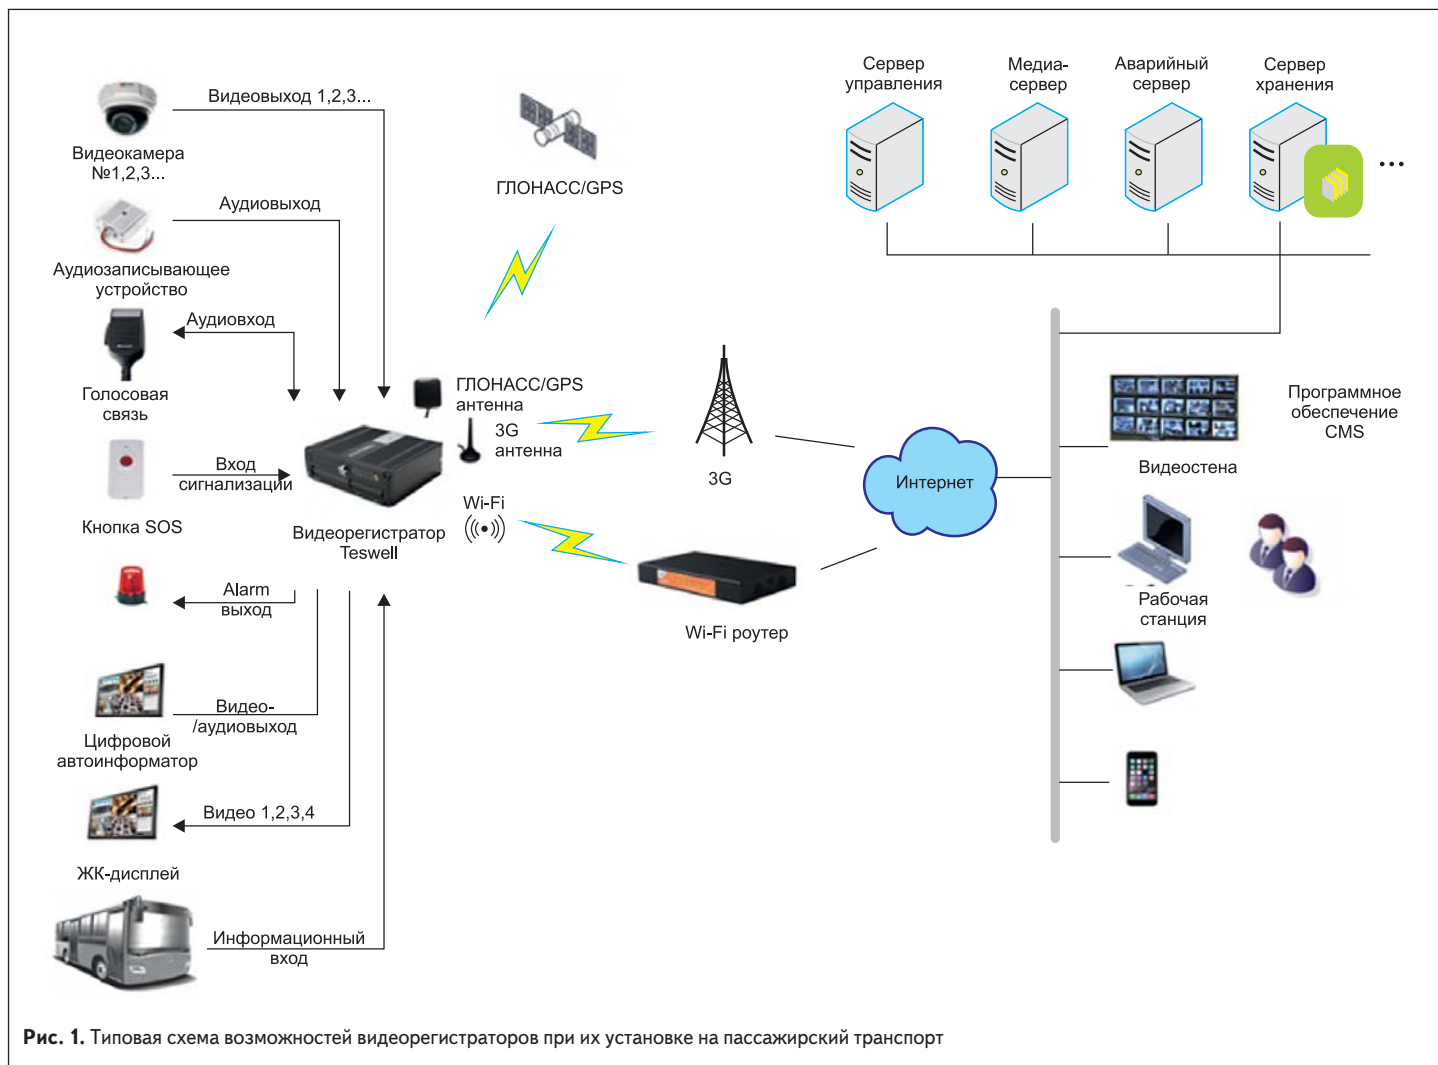 Видеовыход 1,2,3...
Видеокамера
№1,2,3...
Аудиовыход
Аудиозаписывающее
устройство
Аудиовход
Голосовая
связь
Вход
сигнализации
Кнопка SOS
Alarm
выход
Видео-
/аудиовыход
Цифровой
автоинформатор
Видео 1,2,3,4
ЖК-дисплей
Информационный
вход
Видеорегистратор
Teswell
ГЛОНАСС/GPS
ГЛОНАСС/GPS
антенна
3G
антенна
Wi-Fi
3G
Wi-Fi роутер
Интернет
Сервер
управления
Медиа-
сервер
Аварийный
сервер
Сервер
хранения
...
Программное
обеспечение
CMS
Видеостена
Рабочая
станция
Рис. 1. Типовая схема возможностей видеорегистраторов при их установке на пассажирский транспорт